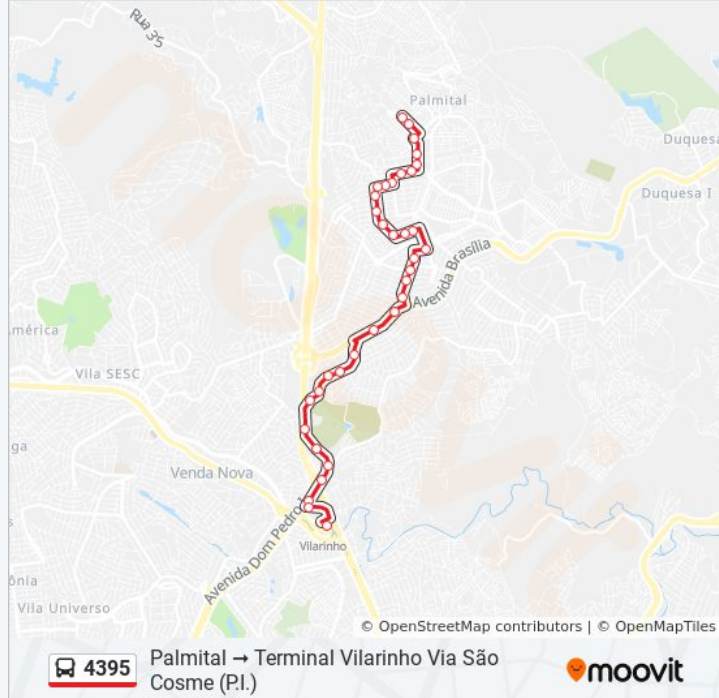 Rua 35
Palmital
Duquesa
Duquesa I
Avenida Brasília
América
Vila SESC
ga
Venda Nova
Avenida Dom Pedro I
Vilarinho
ônia
Vila Universo
© OpenStreetMap contributors | © OpenMapTiles
4395 Palmital → Terminal Vilarinho Via São
Cosme (P.I.)
moovit